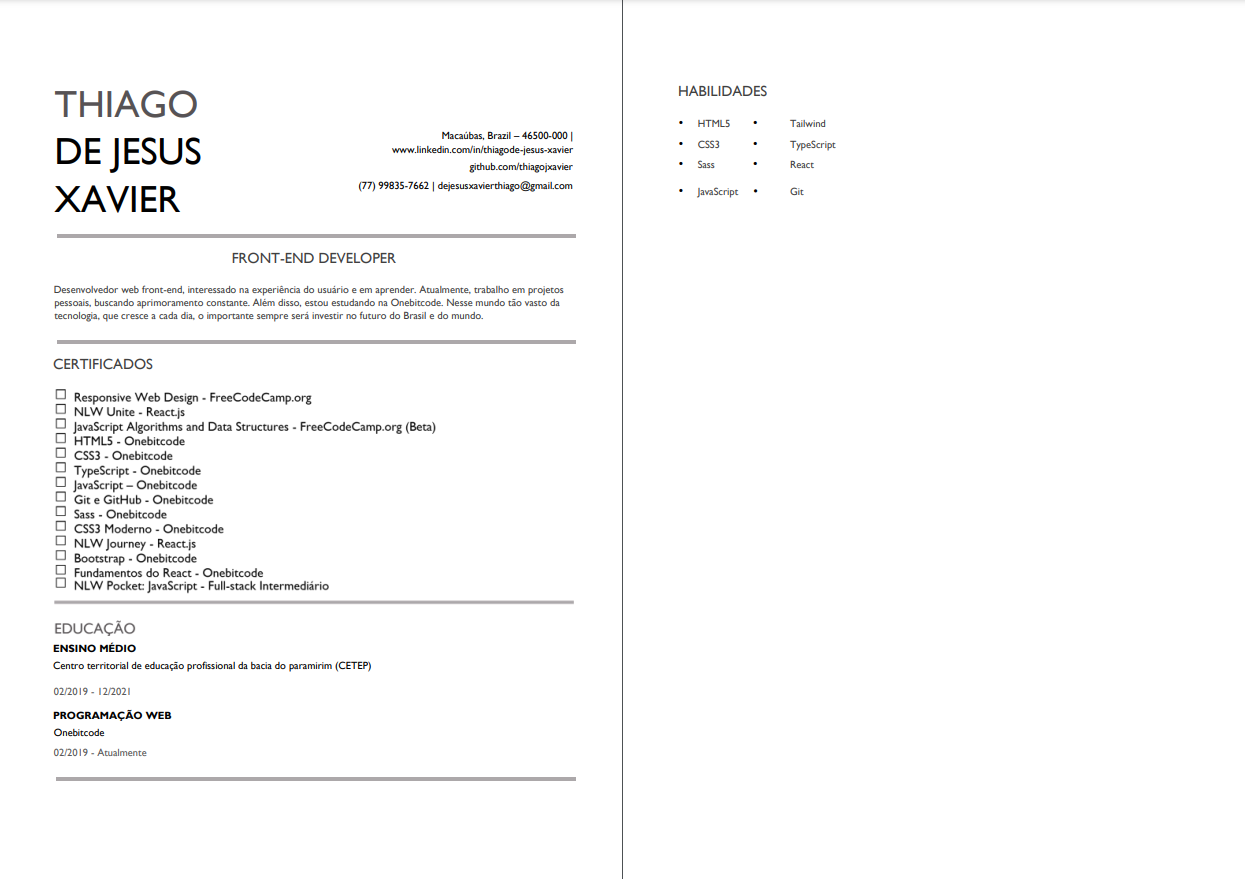 THIAGO
DE JESUS
XAVIER
Macaúbas, Brazil – 46500-000 |
www.linkedin.com/in/thiagode-jesus-xavier
github.com/thiagojxavier
(77) 99835-7662 | dejesusxavierthiago@gmail.com
FRONT-END DEVELOPER
Desenvolvedor web front-end, interessado na experiência do usuário e em aprender. Atualmente, trabalho em projetos
pessoais, buscando aprimoramento constante. Além disso, estou estudando na Onebitcode. Nesse mundo tão vasto da
tecnologia, que cresce a cada dia, o importante sempre será investir no futuro do Brasil e do mundo.
CERTIFICADOS
☐ Responsive Web Design - FreeCodeCamp.org
☐ NLW Unite - React.js
☐ JavaScript Algorithms and Data Structures - FreeCodeCamp.org (Beta)
☐ HTML5 - Onebitcode
☐ CSS3 - Onebitcode
☐ TypeScript - Onebitcode
☐ JavaScript – Onebitcode
☐ Git e GitHub - Onebitcode
☐ Sass - Onebitcode
☐ CSS3 Moderno - Onebitcode
☐ NLW Journey - React.js
☐ Bootstrap - Onebitcode
☐ Fundamentos do React - Onebitcode
☐ NLW Pocket: JavaScript - Full-stack Intermediário
EDUCAÇÃO
ENSINO MÉDIO
Centro territorial de educação profissional da bacia do paramirim (CETEP)
02/2019 - 12/2021
PROGRAMAÇÃO WEB
Onebitcode
02/2019 - Atualmente
HABILIDADES
• HTML5 • Tailwind
• CSS3 • TypeScript
• Sass • React
• JavaScript • Git